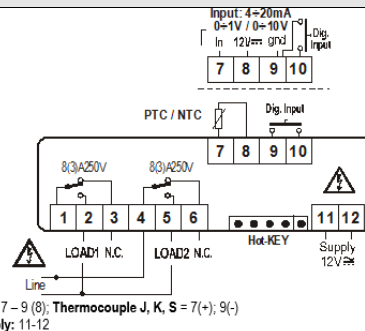 Input: 4÷20mA
0÷1V / 0÷10V
In 12V⎓ gnd
Dig.
Input
7 8 9 10
PTC / NTC
Dig. Input
7 8 9 10
8(3)A250V 8(3)A250V
1 2 3 4 5 6
11 12
LOAD1 N.C. LOAD2 N.C.
Hot-KEY
Supply
12V≂
Line
7 – 9 (8); Thermocouple J, K, S = 7(+); 9(-)
ly: 11-12